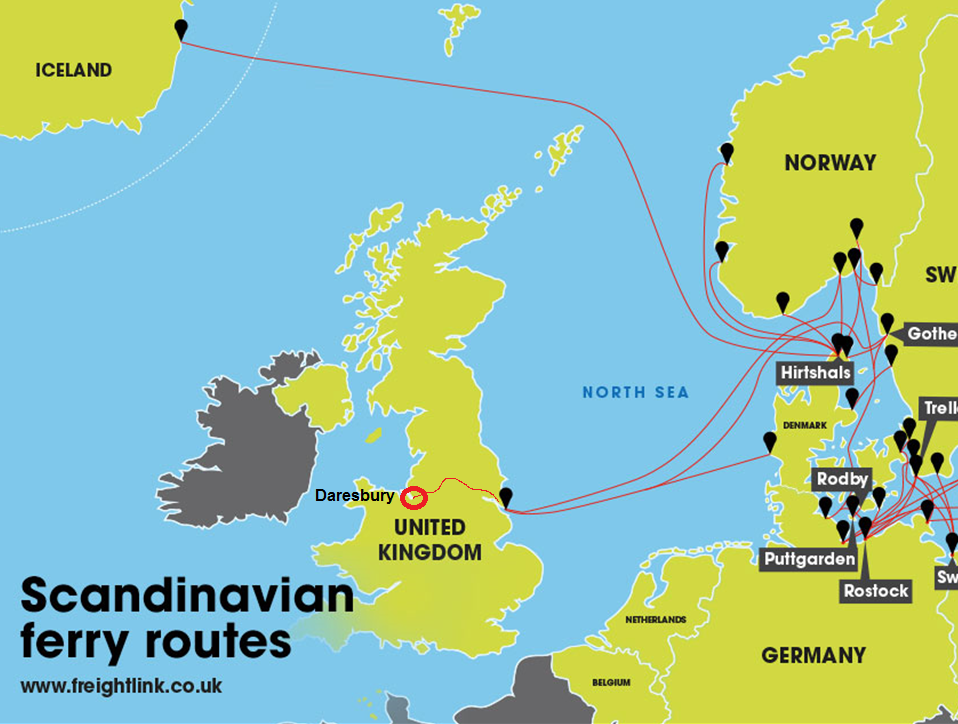 ICELAND
NORWAY
SW
Gothe
NORTH SEA
Hirtshals
Trell
DENMARK
Rodby
Daresbury
UNITED
KINGDOM
Puttgarden
Sw
Rostock
Scandinavian
ferry routes
NETHERLANDS
GERMANY
BELGIUM
www.freightlink.co.uk